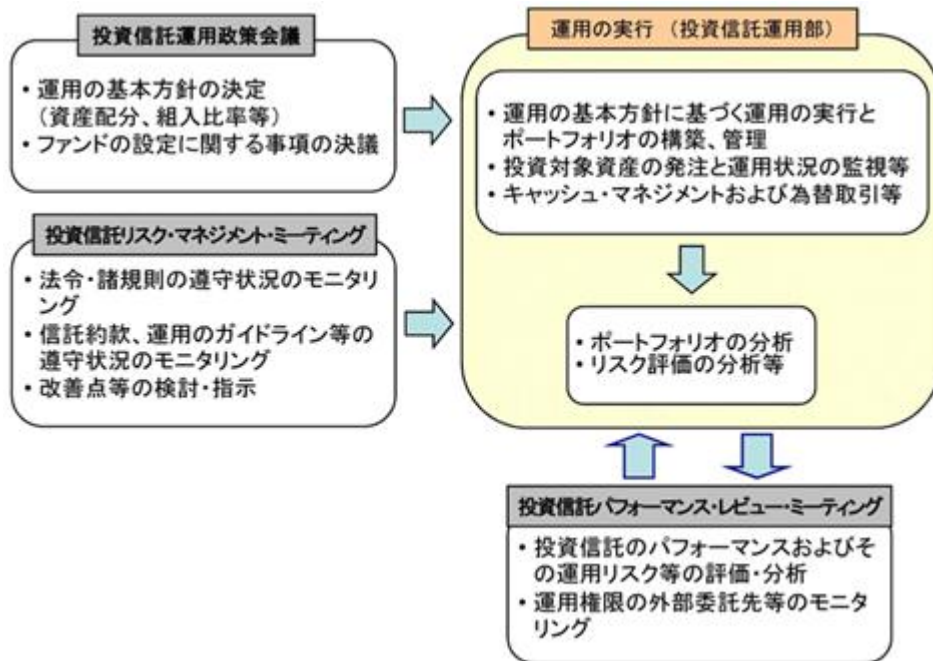 投資信託運用政策会議
・運用の基本方針の決定
（資産配分、組入比率等）
・ファンドの設定に関する事項の決議
投資信託リスク・マネジメント・ミーティング
・法令・諸規則の遵守状況のモニタリ
ング
・信託約款、運用のガイドライン等の
遵守状況のモニタリング
・改善点等の検討・指示
運用の実行 （投資信託運用部）
・運用の基本方針に基づく運用の実行と
ポートフォリオの構築、管理
・投資対象資産の発注と運用状況の監視等
・キャッシュ・マネジメントおよび為替取引等
・ポートフォリオの分析
・リスク評価の分析等
投資信託パフォーマンス・レビュー・ミーティング
・投資信託のパフォーマンスおよびそ
の運用リスク等の評価・分析
・運用権限の外部委託先等のモニタ
リング